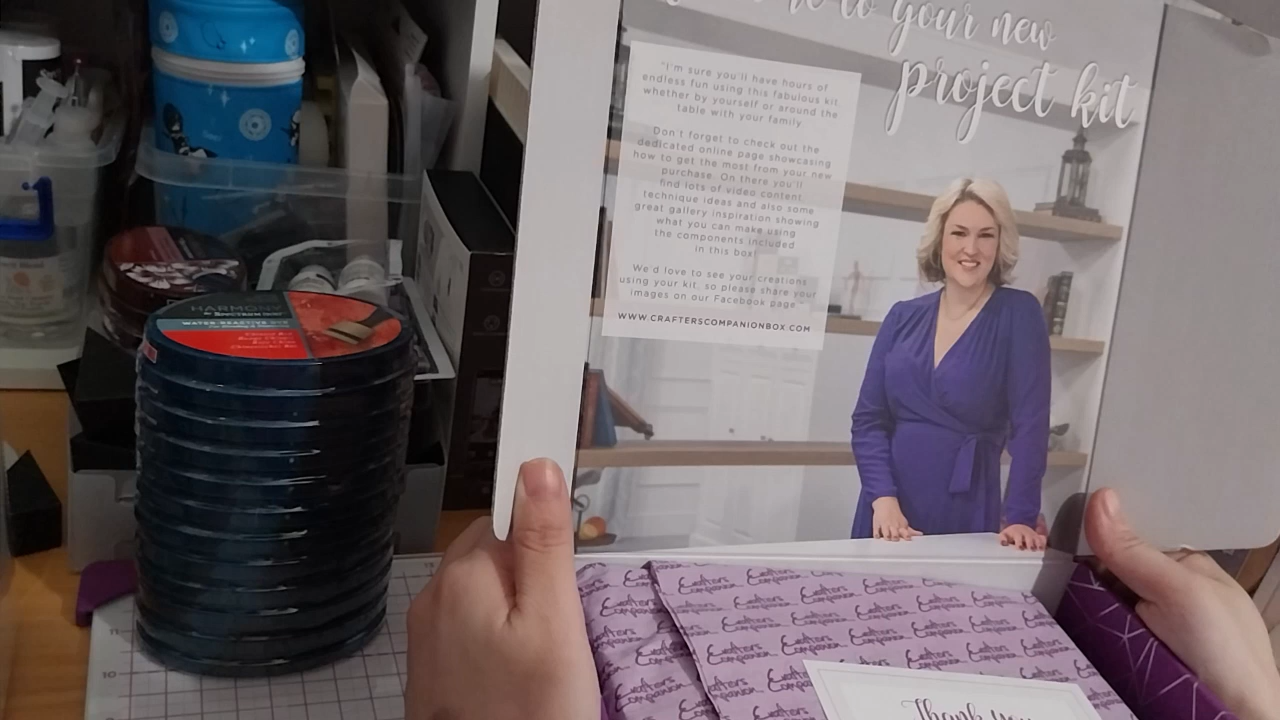 to your new
project kit
"I'm sure you'll have hours of
endless fun using this fabulous kit
whether by yourself or around the
table with your family.
Don't forget to check out the
dedicated online page showcasing
how to get the most from your new
purchase. On there you'll
find lots of video content,
technique ideas and also some
great gallery inspiration showing
what you can make using
the components included
in this box!
We'd love to see your creations
using your kit, so please share your
images on our Facebook page."
WWW.CRAFTERSCOMPANIONBOX.COM
HARMONY
BY SPECTRUM NOIR
WATER-REACTIVE DYE
Crafters Companion
Thank you
11
10